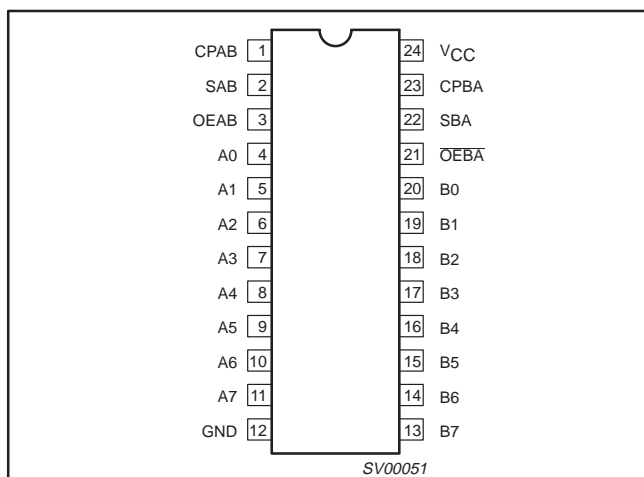 CPAB 1 24 VCC
SAB 2 23 CPBA
OEAB 3 22 SBA
A0 4 21 OEBA
A1 5 20 B0
A2 6 19 B1
A3 7 18 B2
A4 8 17 B3
A5 9 16 B4
A6 10 15 B5
A7 11 14 B6
GND 12 13 B7
SV00051